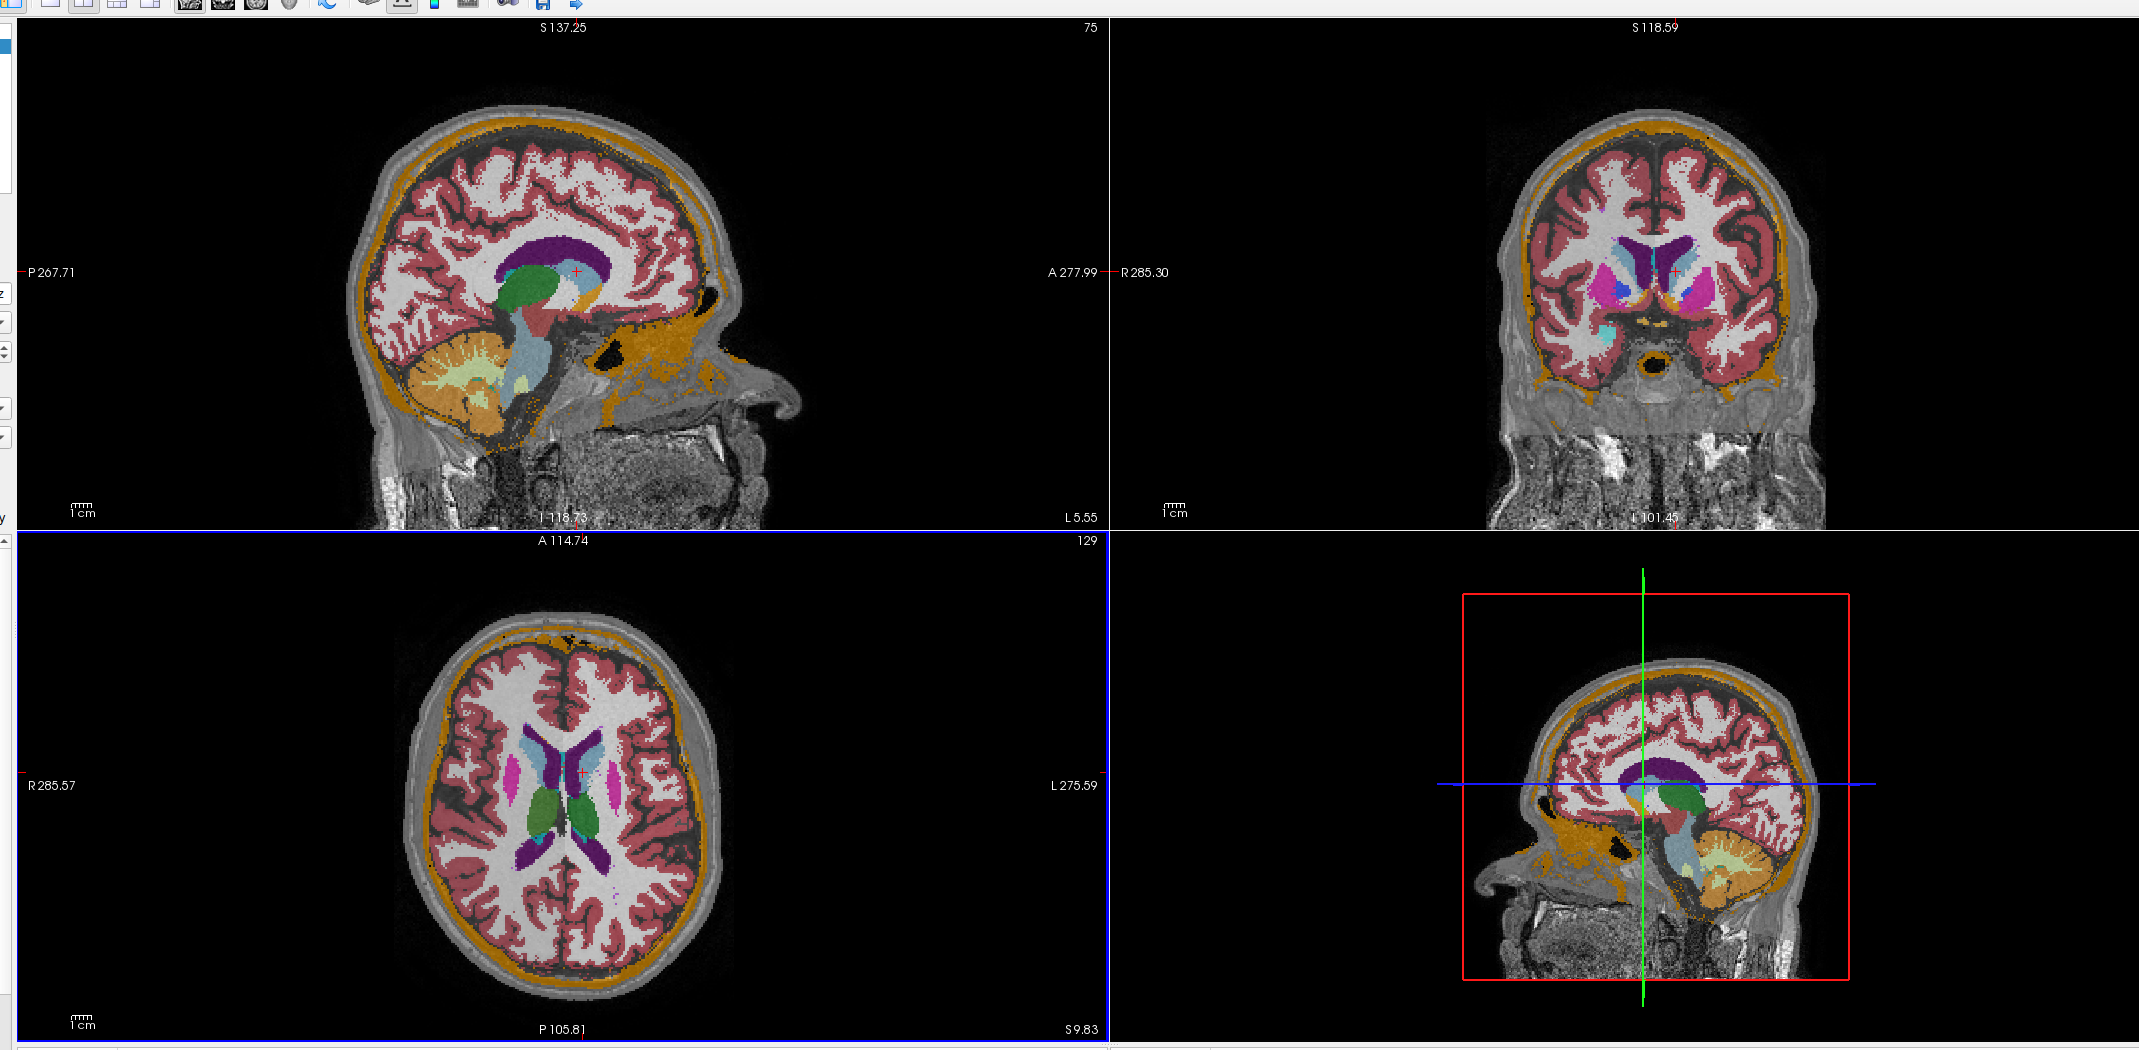 S 137.25
75
P 267.71
A 277.99
1 cm
I 118.73
L 5.55
S 118.59
R 285.30
1 cm
I 101.45
A 114.74
129
R 285.57
L 275.59
1 cm
P 105.81
S 9.83
z
y